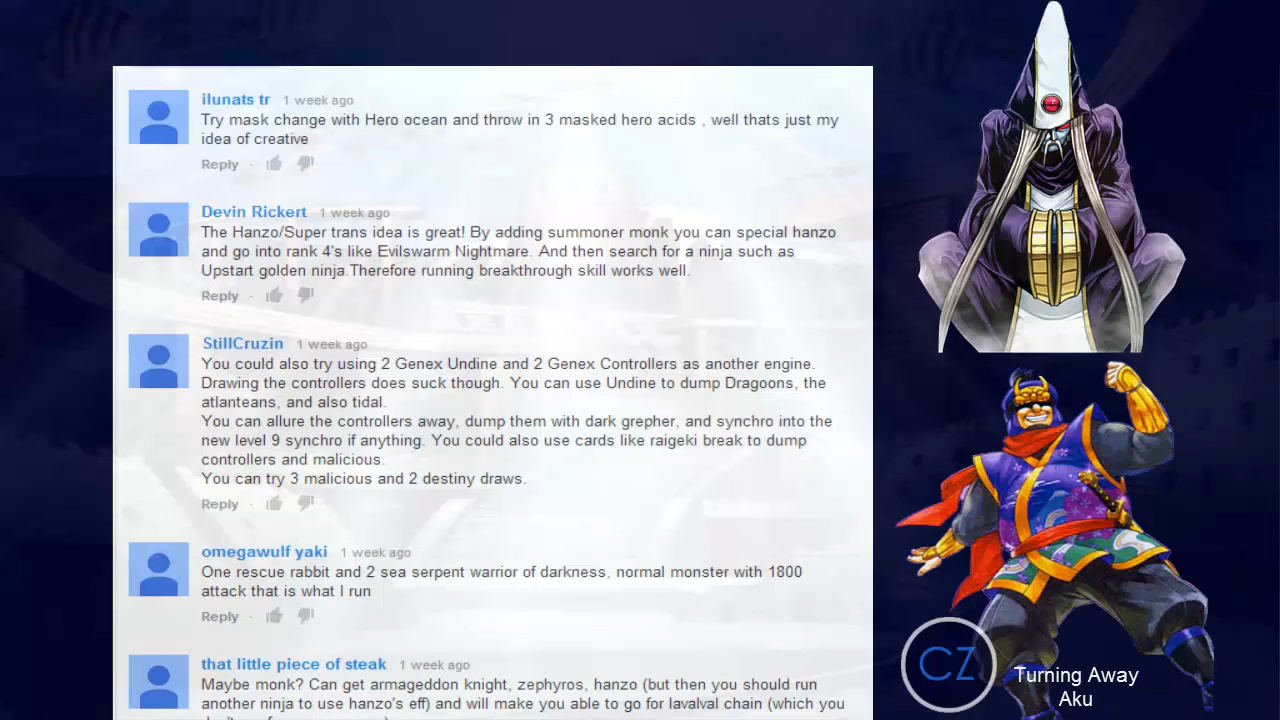 ilunats tr 1 week ago
Try mask change with Hero ocean and throw in 3 masked hero acids , well thats just my
idea of creative
Reply ·
Devin Rickert 1 week ago
The Hanzo/Super trans idea is great! By adding summoner monk you can special hanzo
and go into rank 4's like Evilswarm Nightmare. And then search for a ninja such as
Upstart golden ninja.Therefore running breakthrough skill works well.
Reply ·
StillCruzin 1 week ago
You could also try using 2 Genex Undine and 2 Genex Controllers as another engine.
Drawing the controllers does suck though. You can use Undine to dump Dragoons, the
atlanteans, and also tidal.
You can allure the controllers away, dump them with dark grepher, and synchro into the
new level 9 synchro if anything. You could also use cards like raigeki break to dump
controllers and malicious.
You can try 3 malicious and 2 destiny draws.
Reply ·
omegawulf yaki 1 week ago
One rescue rabbit and 2 sea serpent warrior of darkness, normal monster with 1800
attack that is what I run
Reply ·
that little piece of steak 1 week ago
Maybe monk? Can get armageddon knight, zephyros, hanzo (but then you should run
another ninja to use hanzo's eff) and will make you able to go for lavalval chain (which you
CZ
Turning Away
Aku